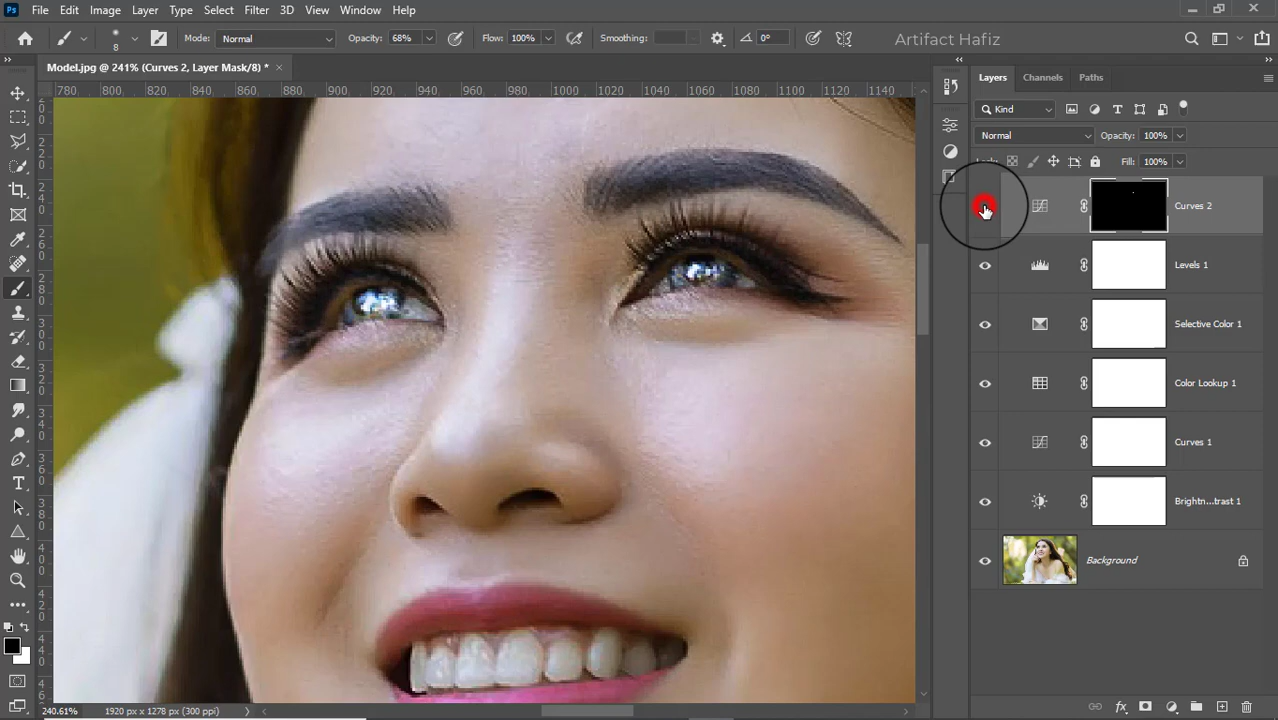 Ps File Edit Image Layer Type Select Filter 3D View Window Help
8 Mode: Normal Opacity: 68% Flow: 100% Smoothing: 0° Artifact Hafiz
Model.jpg @ 241% (Curves 2, Layer Mask/8) * ×
780 800 820 840 860 880 900 920 940 960 980 1000 1020 1040 1060 1080 1100 1120 1140
Layers Channels Paths
Kind
Normal Opacity: 100%
Fill: 100%
Curves 2
Levels 1
Selective Color 1
Color Lookup 1
Curves 1
Brightn...trast 1
Background
T
240.61% 1920 px x 1278 px (300 ppi)
fx